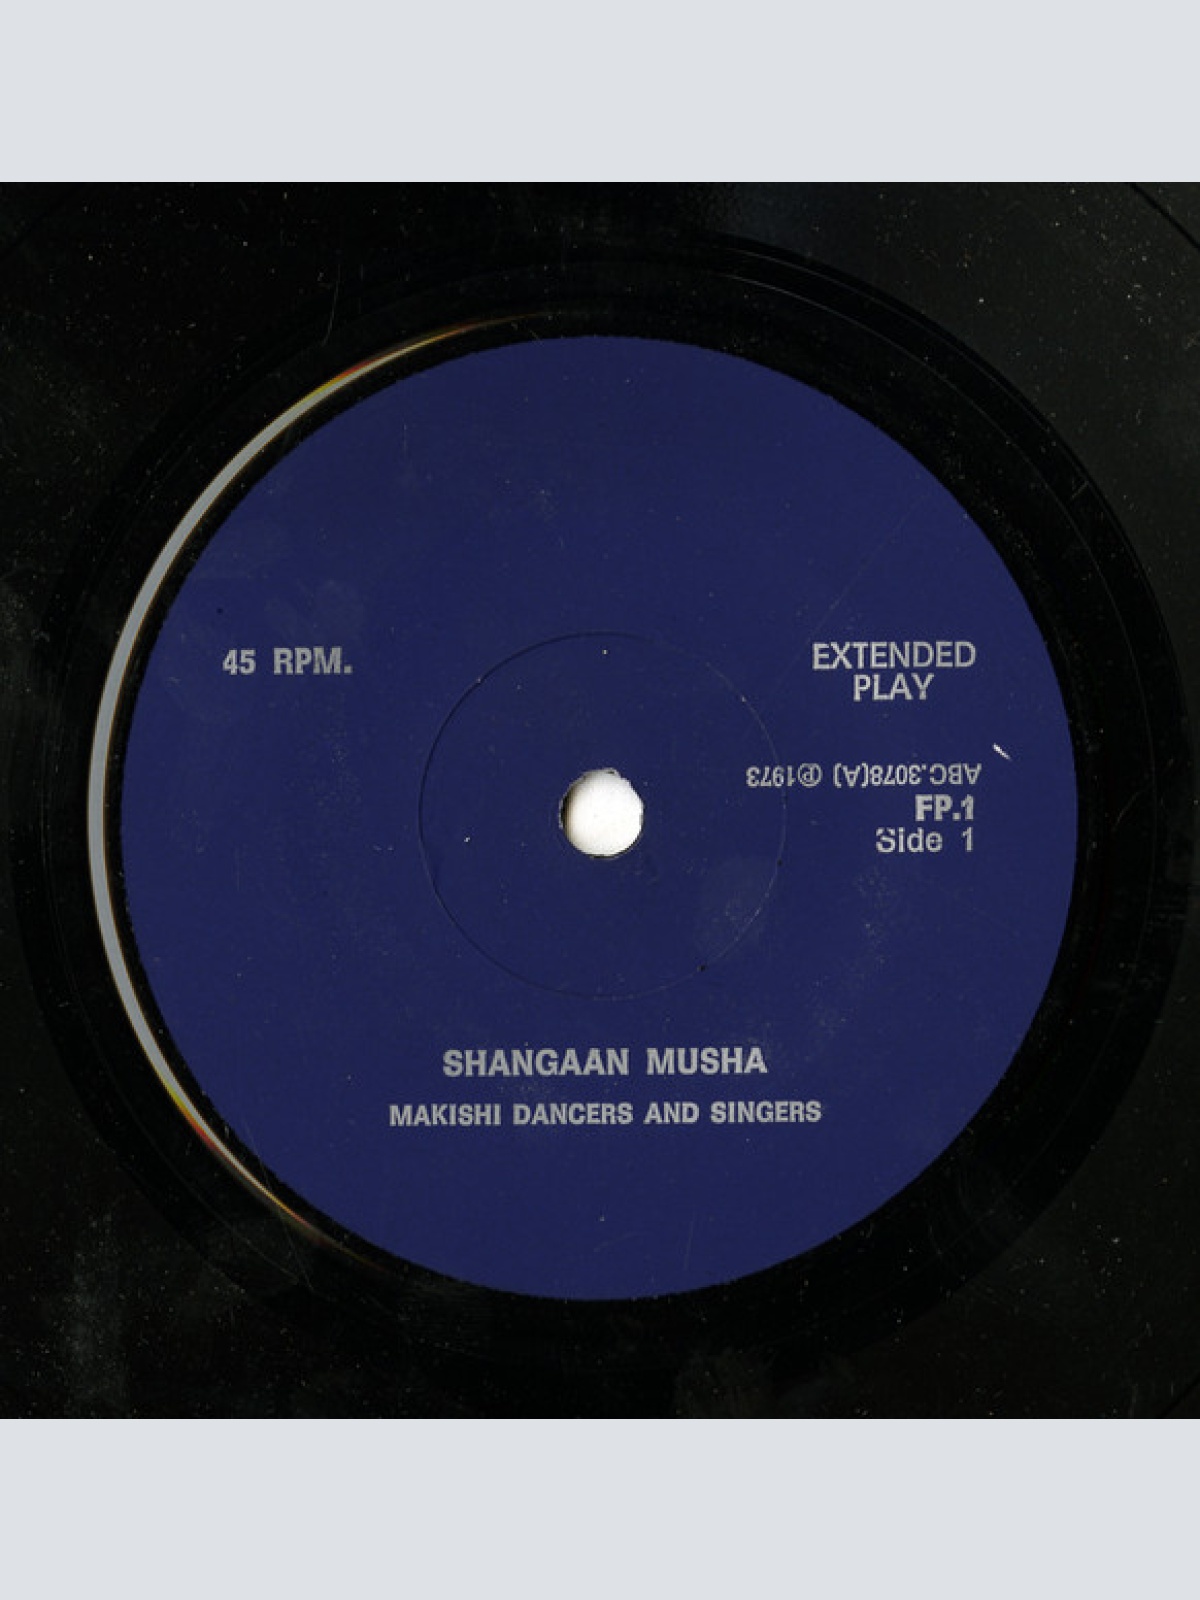 45 RPM.
EXTENDED
PLAY
ABC.3078(A) ℗1973
FP.1
Side 1
SHANGAAN MUSHA
MAKISHI DANCERS AND SINGERS